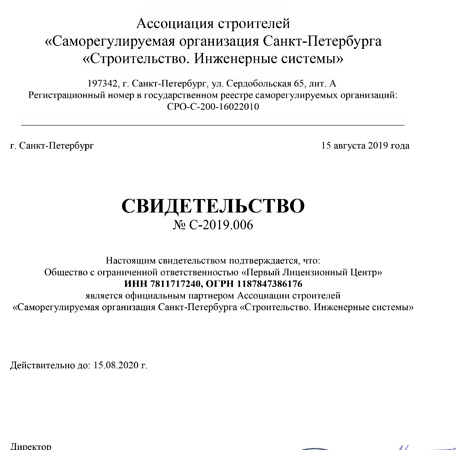 Ассоциация строителей
«Саморегулируемая организация Санкт-Петербурга
«Строительство. Инженерные системы»
197342, г. Санкт-Петербург, ул. Сердобольская 65, лит. А
Регистрационный номер в государственном реестре саморегулируемых организаций:
СРО-С-200-16022010
г. Санкт-Петербург 15 августа 2019 года
СВИДЕТЕЛЬСТВО
№ С-2019.006
Настоящим свидетельством подтверждается, что:
Общество с ограниченной ответственностью «Первый Лицензионный Центр»
ИНН 7811717240, ОГРН 1187847386176
является официальным партнером Ассоциации строителей
«Саморегулируемая организация Санкт-Петербурга «Строительство. Инженерные системы»
Действительно до: 15.08.2020 г.
Директор